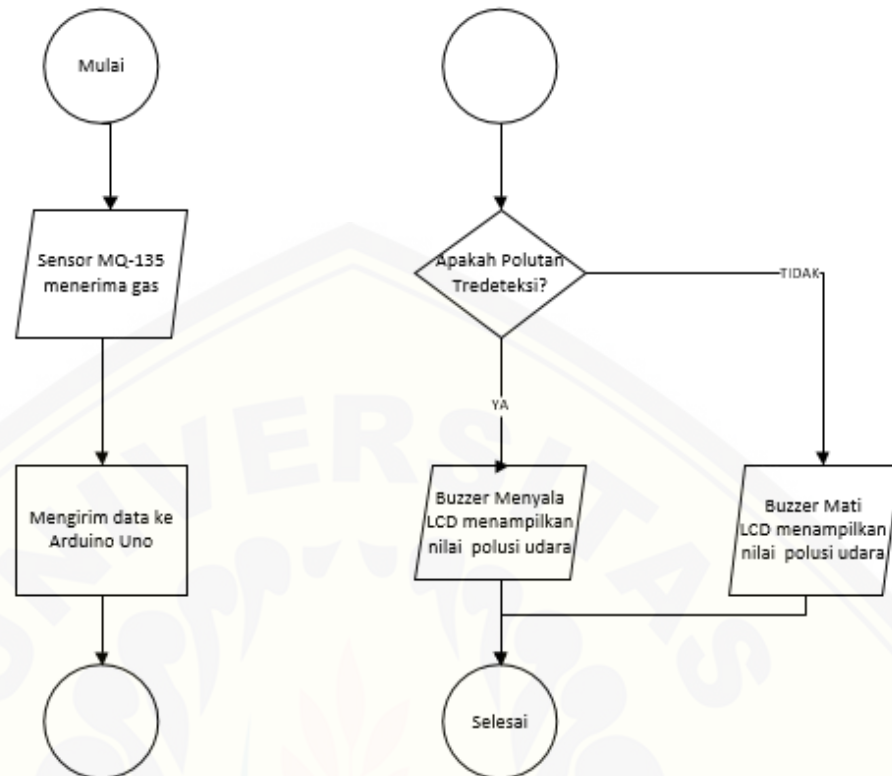 Mulai
Sensor MQ-135
menerima gas
Mengirim data ke
Arduino Uno
Apakah Polutan
Tredeteksi?
TIDAK
YA
Buzzer Menyala
LCD menampilkan
nilai polusi udara
Buzzer Mati
LCD menampilkan
nilai polusi udara
Selesai
UNIVERSITAS